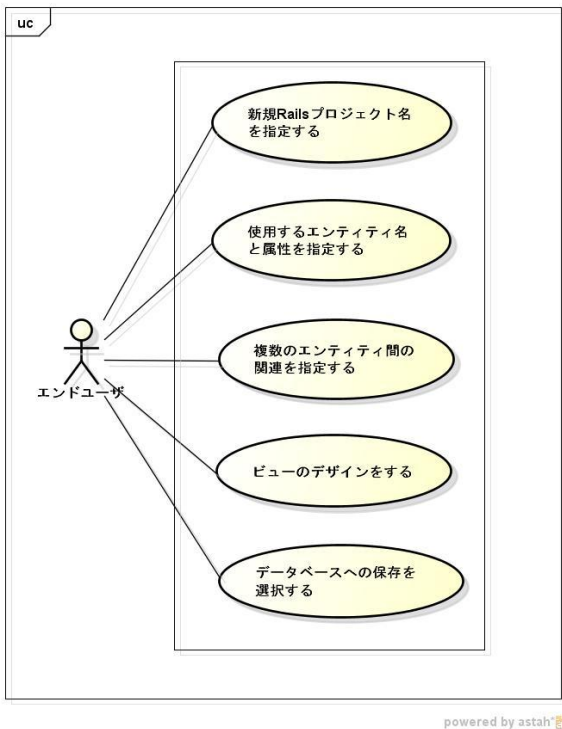 uc
新規Railsプロジェクト名
を指定する
使用するエンティティ名
と属性を指定する
複数のエンティティ間の
関連を指定する
エンドユーザ
ビューのデザインをする
データベースへの保存を
選択する
powered by astah*